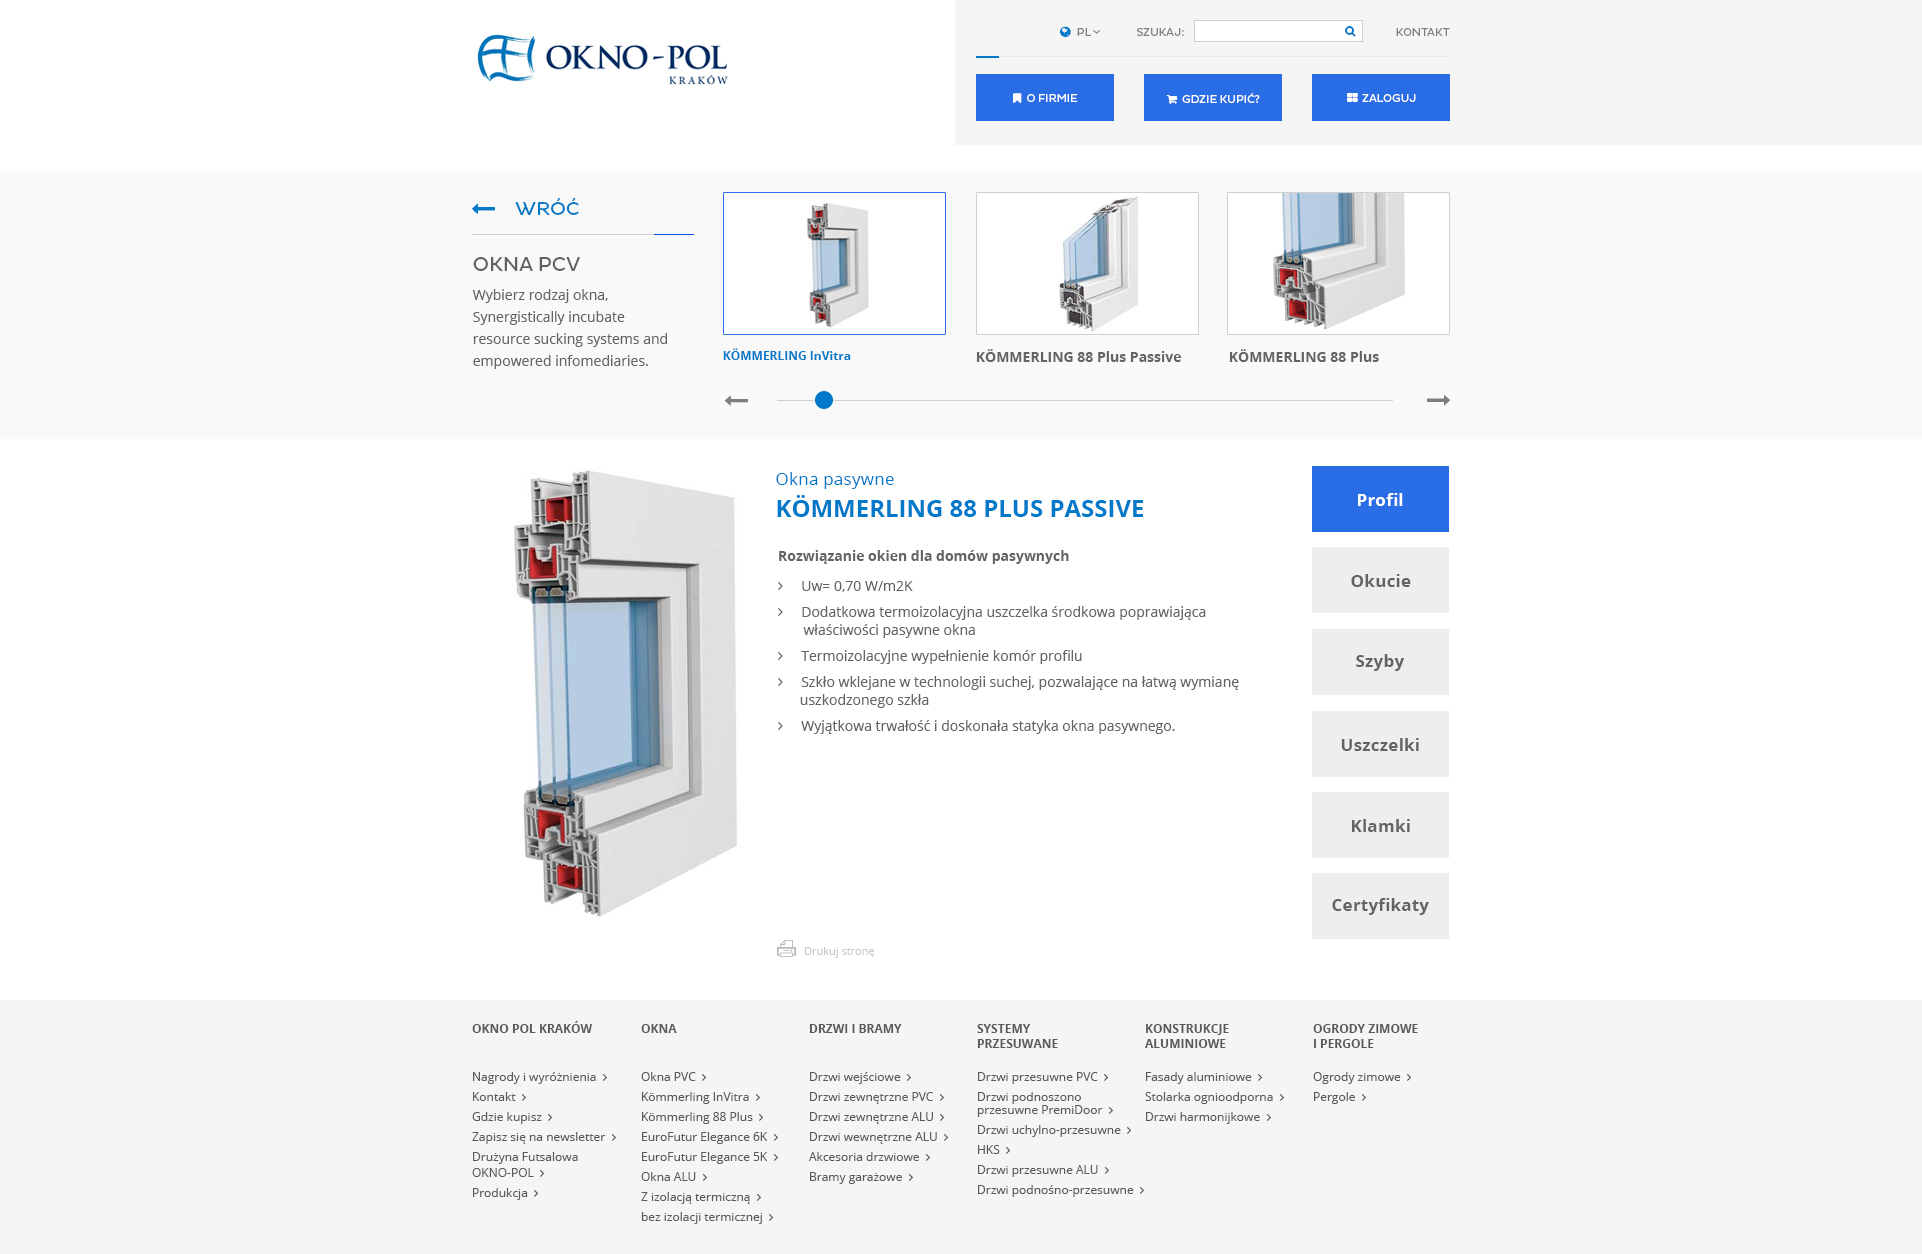 OKNO-POL
KRAKÓW
PL
SZUKAJ:
KONTAKT
O FIRMIE
GDZIE KUPIĆ?
ZALOGUJ
WRÓĆ
OKNA PCV
Wybierz rodzaj okna,
Synergistically incubate
resource sucking systems and
empowered infomediaries.
KÖMMERLING InVitra
KÖMMERLING 88 Plus Passive
KÖMMERLING 88 Plus
Okna pasywne
KÖMMERLING 88 PLUS PASSIVE
Rozwiązanie okien dla domów pasywnych
Uw= 0,70 W/m2K
Dodatkowa termoizolacyjna uszczelka środkowa poprawiająca
właściwości pasywne okna
Termoizolacyjne wypełnienie komór profilu
Szkło wklejane w technologii suchej, pozwalające na łatwą wymianę
uszkodzonego szkła
Wyjątkowa trwałość i doskonała statyka okna pasywnego.
Profil
Okucie
Szyby
Uszczelki
Klamki
Certyfikaty
Drukuj stronę
OKNO POL KRAKÓW
Nagrody i wyróżnienia
Kontakt
Gdzie kupisz
Zapisz się na newsletter
Drużyna Futsalowa
OKNO-POL
Produkcja
OKNA
Okna PVC
Kömmerling InVitra
Kömmerling 88 Plus
EuroFutur Elegance 6K
EuroFutur Elegance 5K
Okna ALU
Z izolacją termiczną
bez izolacji termicznej
DRZWI I BRAMY
Drzwi wejściowe
Drzwi zewnętrzne PVC
Drzwi zewnętrzne ALU
Drzwi wewnętrzne ALU
Akcesoria drzwiowe
Bramy garażowe
SYSTEMY
PRZESUWANE
Drzwi przesuwne PVC
Drzwi podnoszono
przesuwne PremiDoor
Drzwi uchylno-przesuwne
HKS
Drzwi przesuwne ALU
Drzwi podnośno-przesuwne
KONSTRUKCJE
ALUMINIOWE
Fasady aluminiowe
Stolarka ognioodporna
Drzwi harmonijkowe
OGRODY ZIMOWE
I PERGOLE
Ogrody zimowe
Pergole